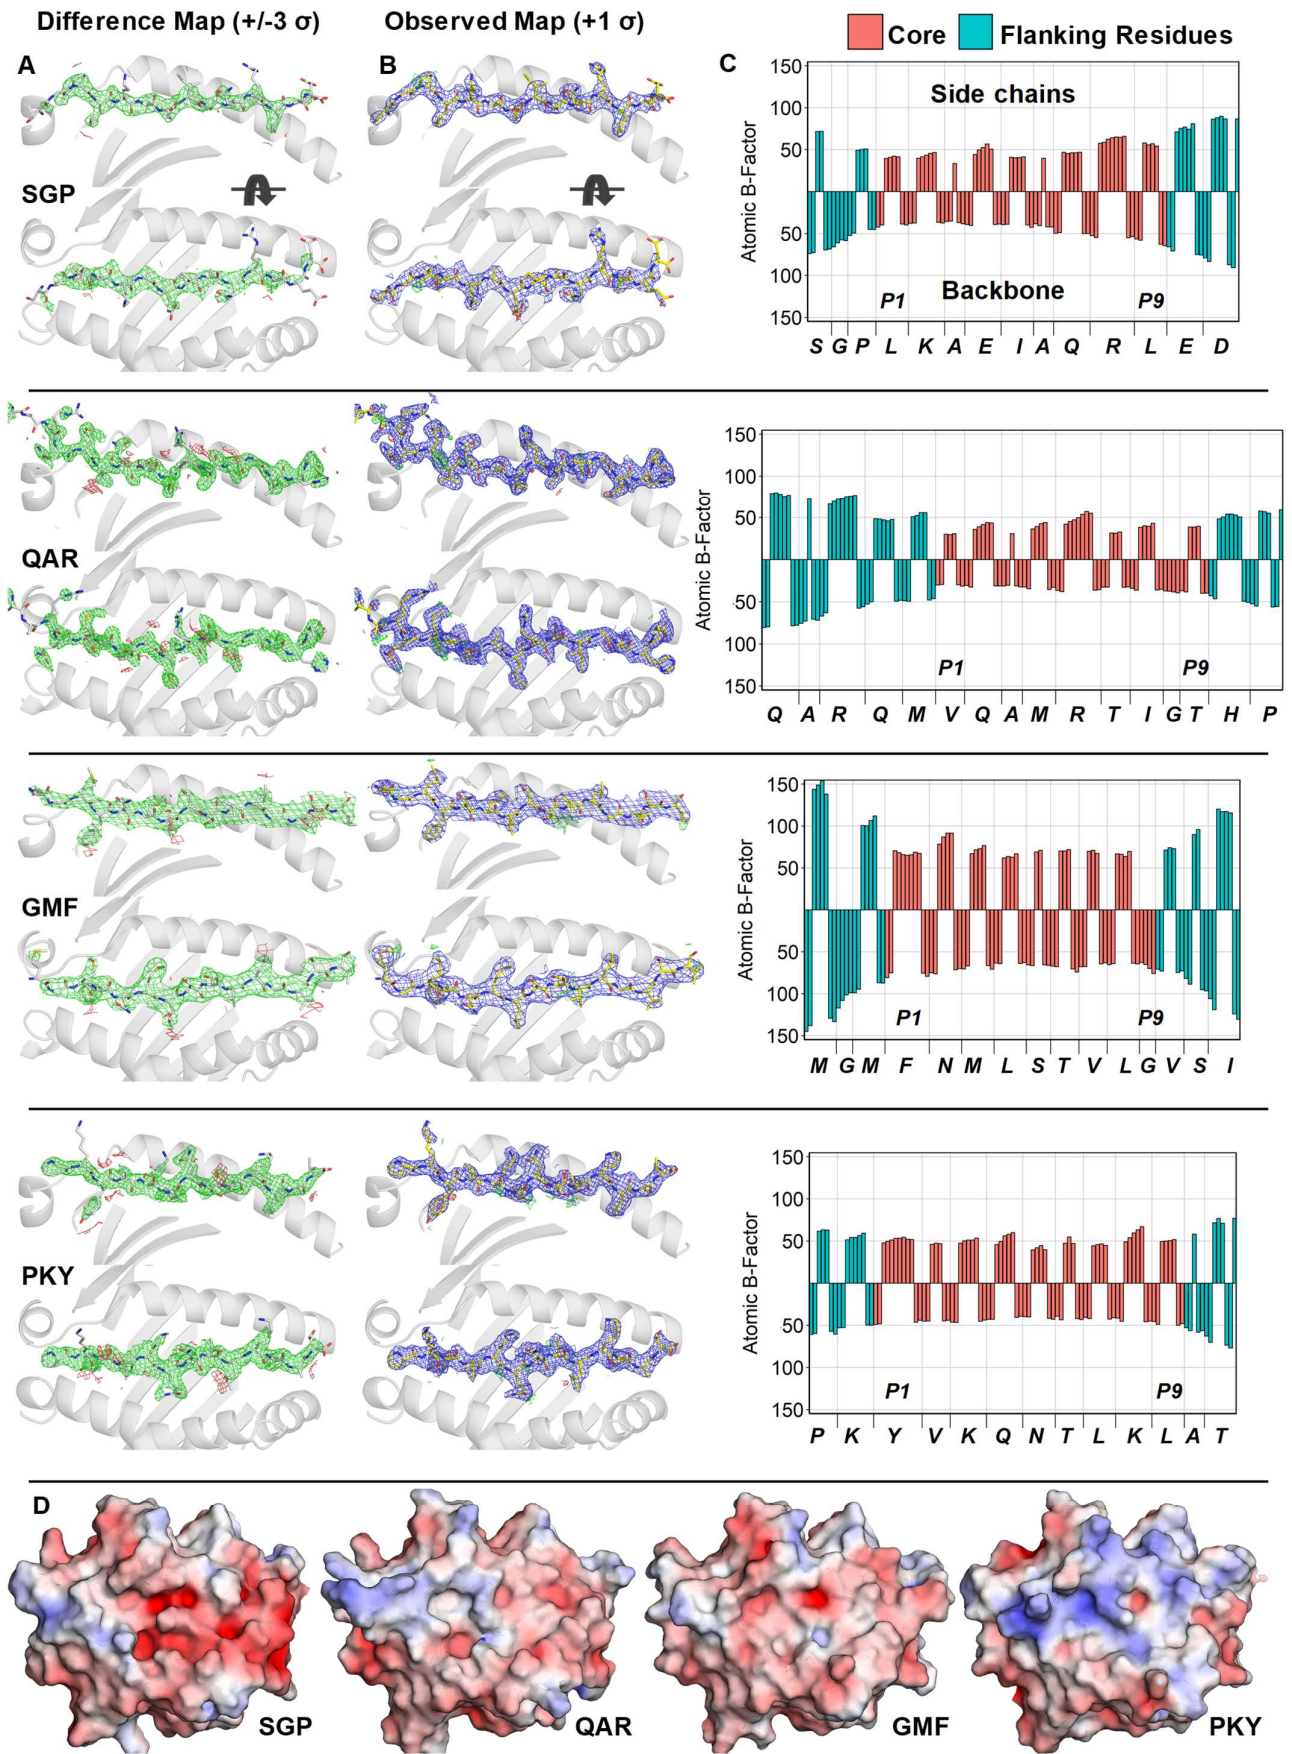 Difference Map (+/-3 σ)
Observed Map (+1 σ)
Core
Flanking Residues
A
B
C
SGP
Atomic B-Factor
150
100
50
50
100
150
Side chains
Backbone
P1
P9
S G P L K A E I A Q R L E D
QAR
Atomic B-Factor
150
100
50
50
100
150
P1
P9
Q A R Q M V Q A M R T I G T H P
GMF
Atomic B-Factor
150
100
50
50
100
150
P1
P9
M G M F N M L S T V L G V S I
PKY
Atomic B-Factor
150
100
50
50
100
150
P1
P9
P K Y V K Q N T L K L A T
D
SGP
QAR
GMF
PKY